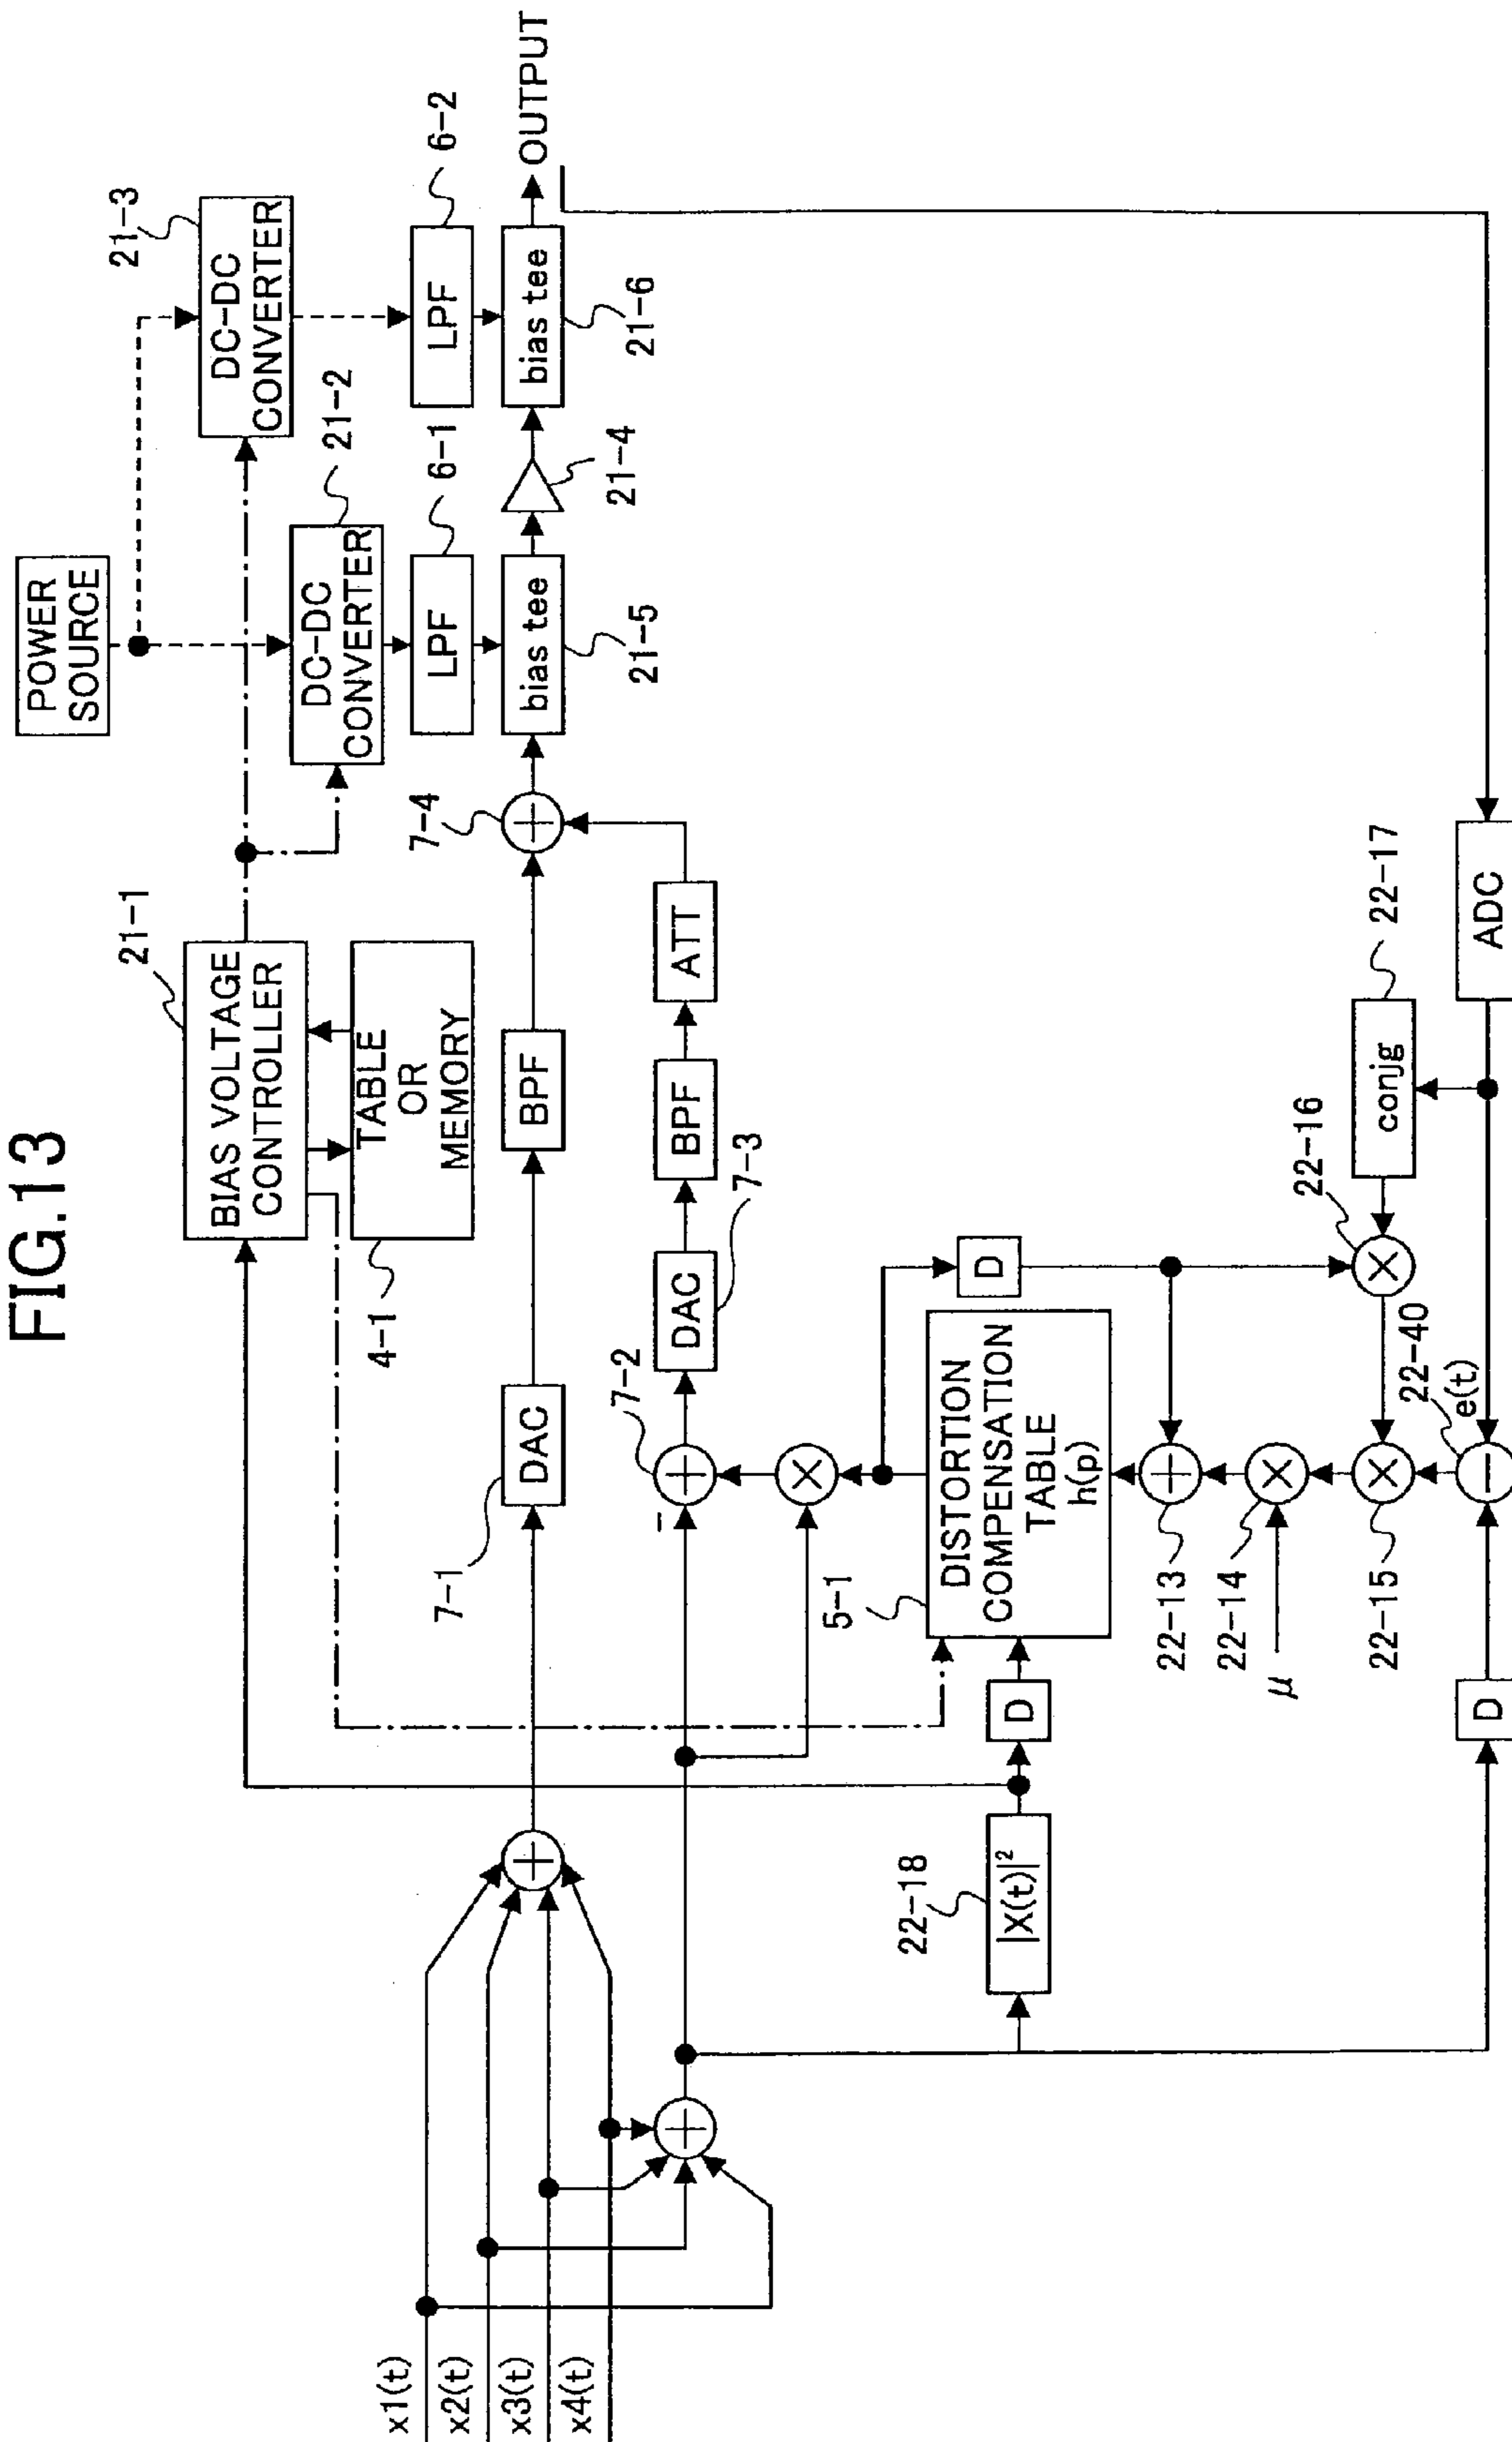 FIG.13
POWER
SOURCE
21-3
DC-DC
CONVERTER
21-2
DC-DC
CONVERTER
21-1
BIAS VOLTAGE
CONTROLLER
TABLE
OR
MEMORY
4-1
6-1
LPF
6-2
LPF
bias tee
21-5
21-4
bias tee
21-6
OUTPUT
x1(t)
x2(t)
x3(t)
x4(t)
+
7-1
DAC
BPF
7-4
+
+
-
7-2
+
DAC
7-3
BPF
ATT
×
22-18
|X(t)|²
D
5-1
DISTORTION
COMPENSATION
TABLE
h(p)
D
22-13
+
22-14
×
μ
22-15
×
22-16
×
22-17
conjg
22-40
e(t)
-
D
ADC